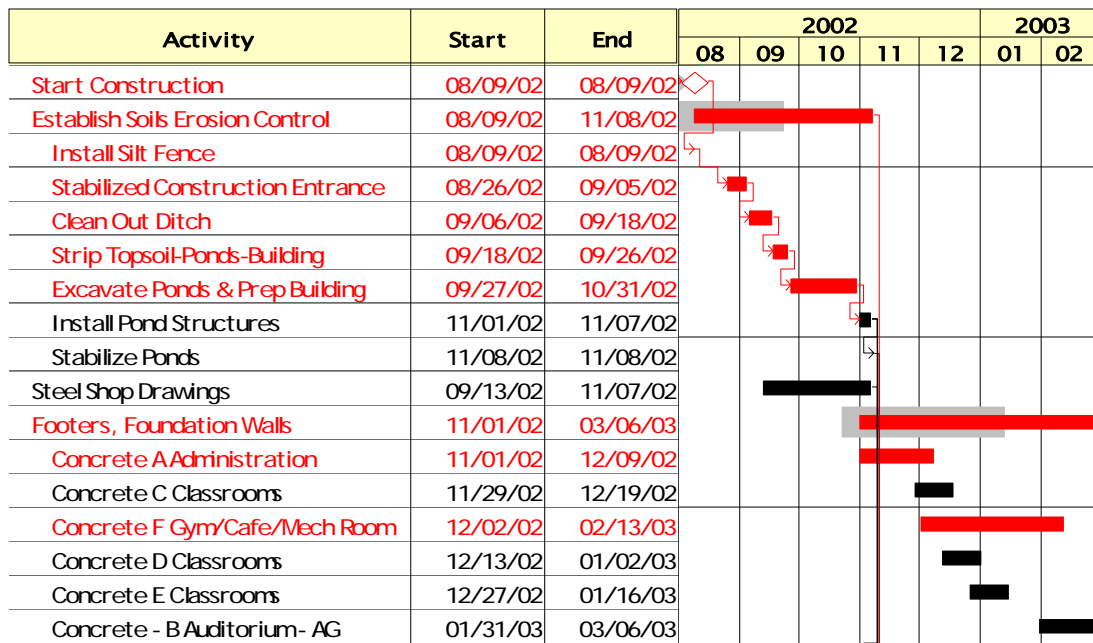 Activity Start End 2002 2003
08 09 10 11 12 01 02
Start Construction 08/09/02 08/09/02
Establish Soils Erosion Control 08/09/02 11/08/02
Install Silt Fence 08/09/02 08/09/02
Stabilized Construction Entrance 08/26/02 09/05/02
Clean Out Ditch 09/06/02 09/18/02
Strip Topsoil-Ponds-Building 09/18/02 09/26/02
Excavate Ponds & Prep Building 09/27/02 10/31/02
Install Pond Structures 11/01/02 11/07/02
Stabilize Ponds 11/08/02 11/08/02
Steel Shop Drawings 09/13/02 11/07/02
Footers, Foundation Walls 11/01/02 03/06/03
Concrete A Administration 11/01/02 12/09/02
Concrete C Classrooms 11/29/02 12/19/02
Concrete F Gym/Cafe/Mech Room 12/02/02 02/13/03
Concrete D Classrooms 12/13/02 01/02/03
Concrete E Classrooms 12/27/02 01/16/03
Concrete - B Auditorium - AG 01/31/03 03/06/03